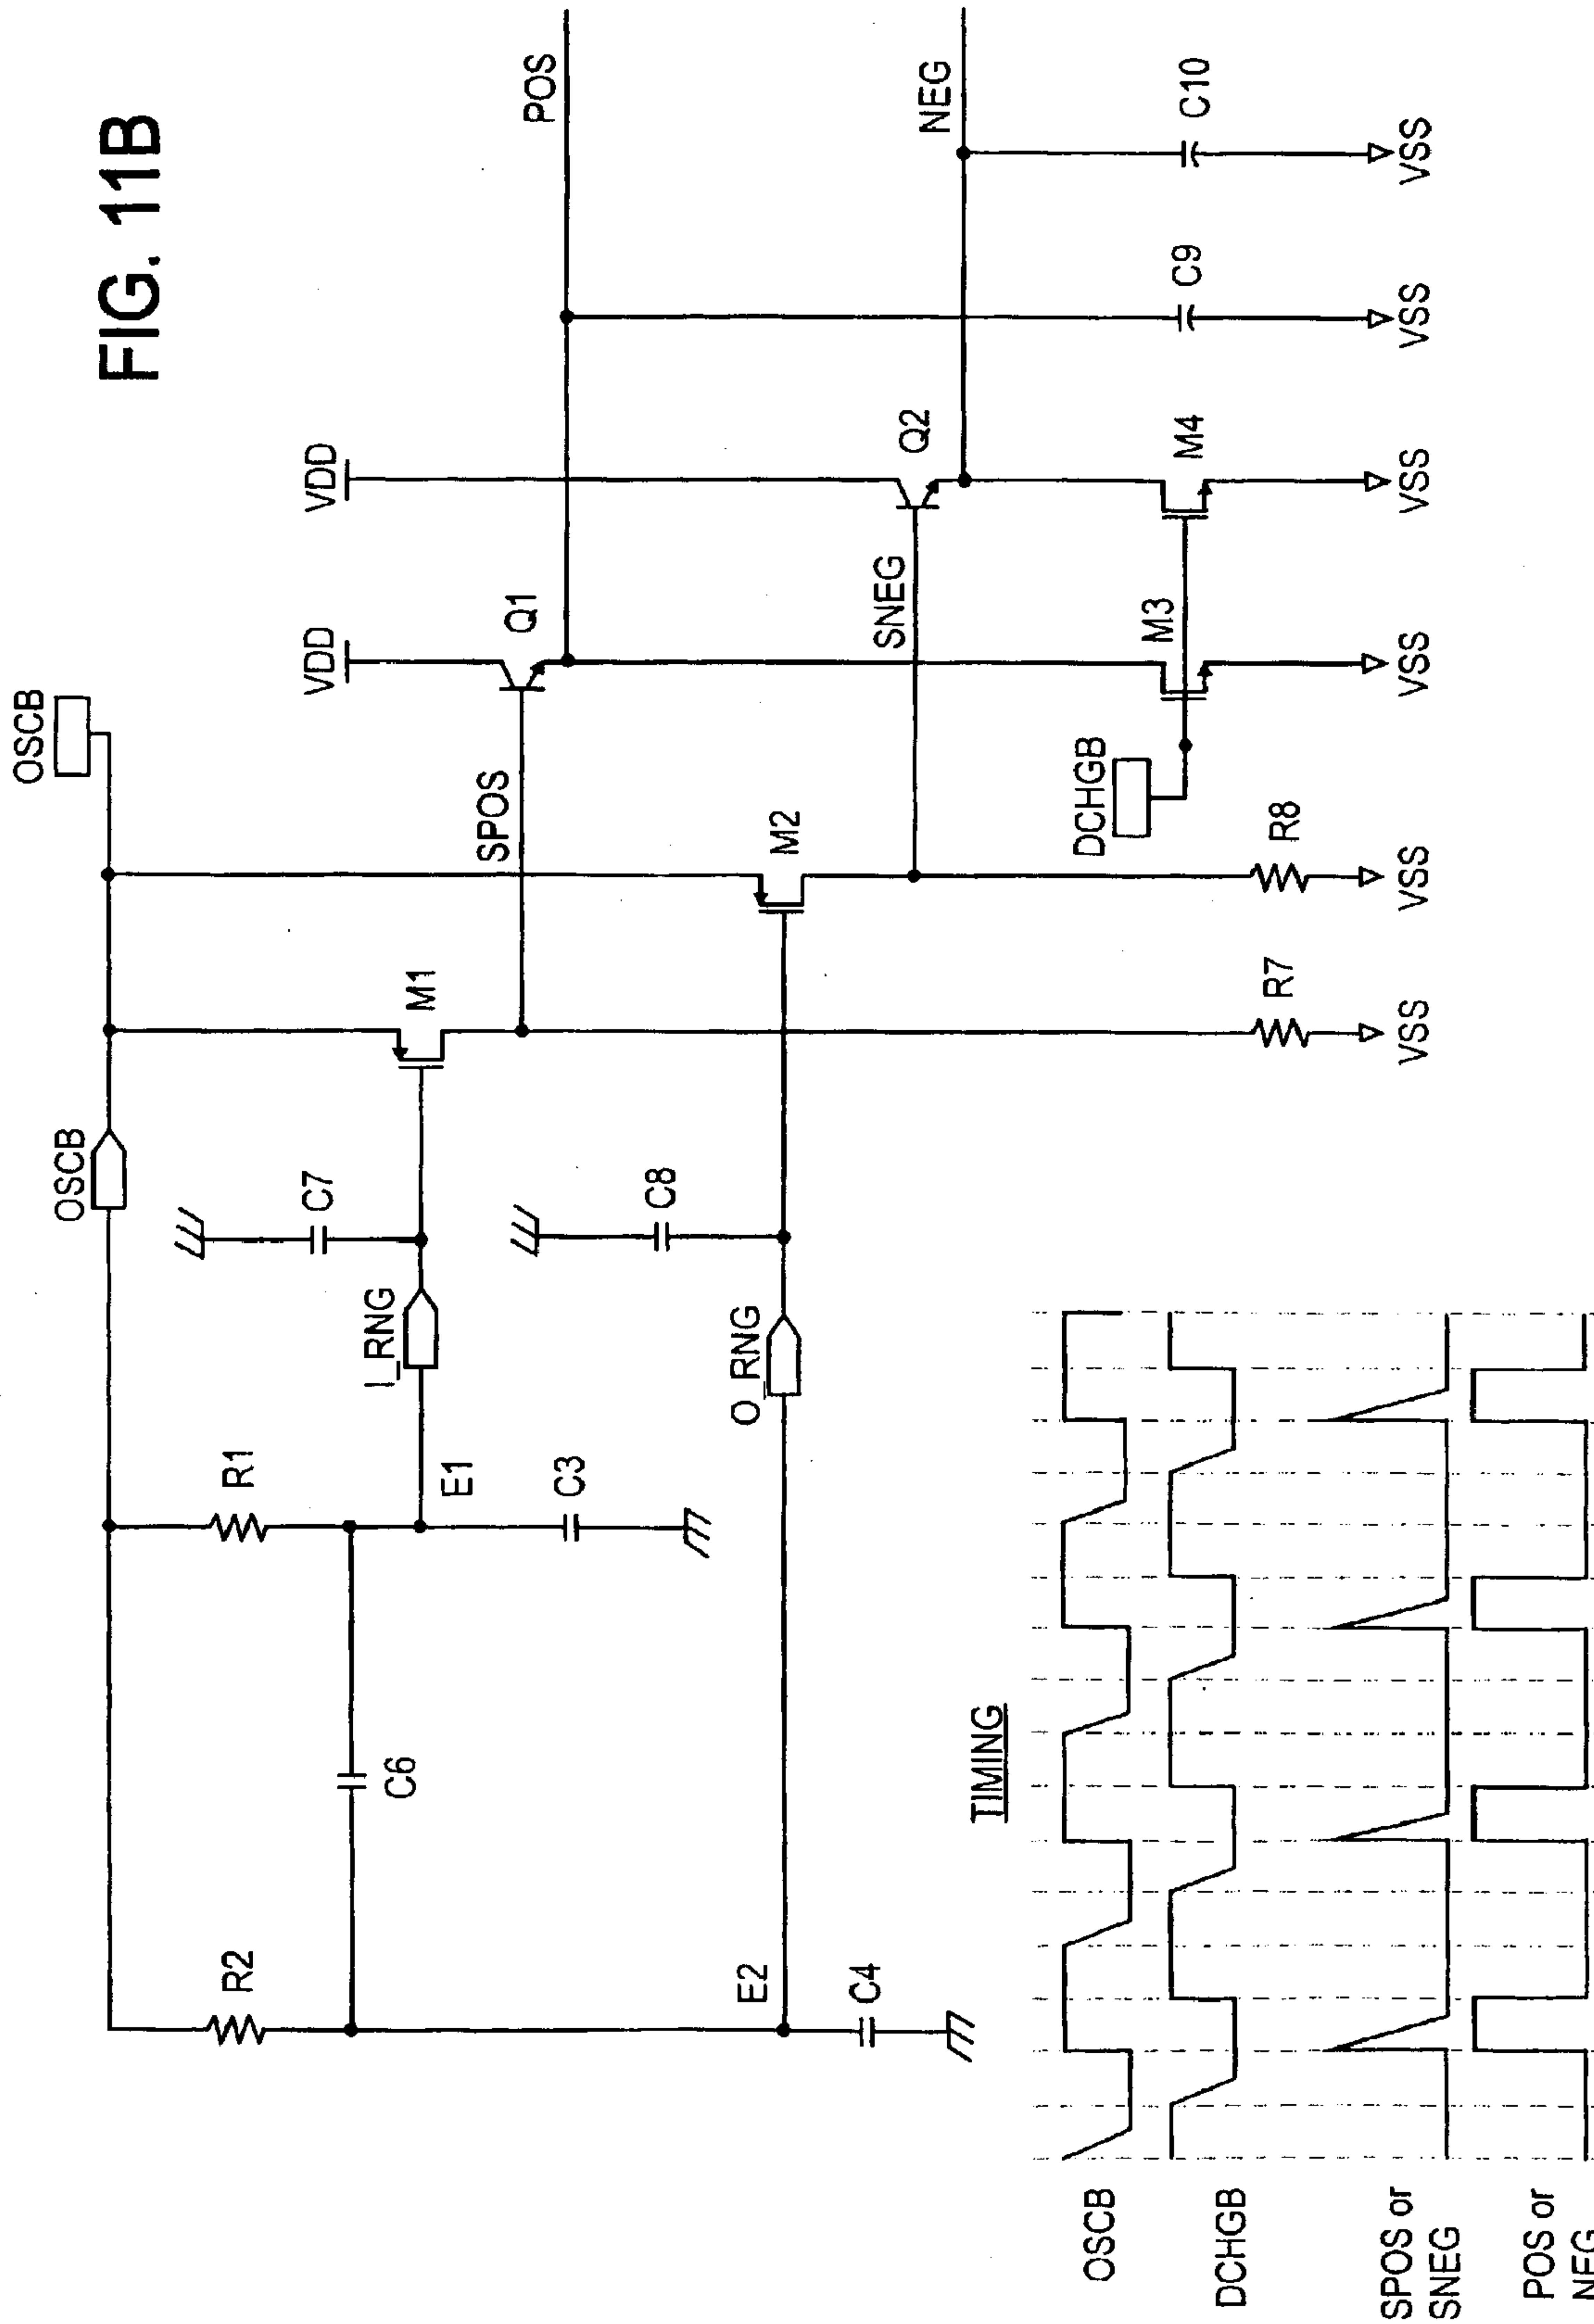 FIG. 11B
OSCB
OSCB
VDD
VDD
POS
R2
R1
C7
M1
SPOS
Q1
I_RNG
C6
E1
C3
C8
M2
SNEG
Q2
NEG
O_RNG
E2
C4
R7
R8
DCHGB
M3
M4
C9
C10
VSS
VSS
VSS
VSS
VSS
VSS
TIMING
OSCB
DCHGB
SPOS or
SNEG
POS or
NEG